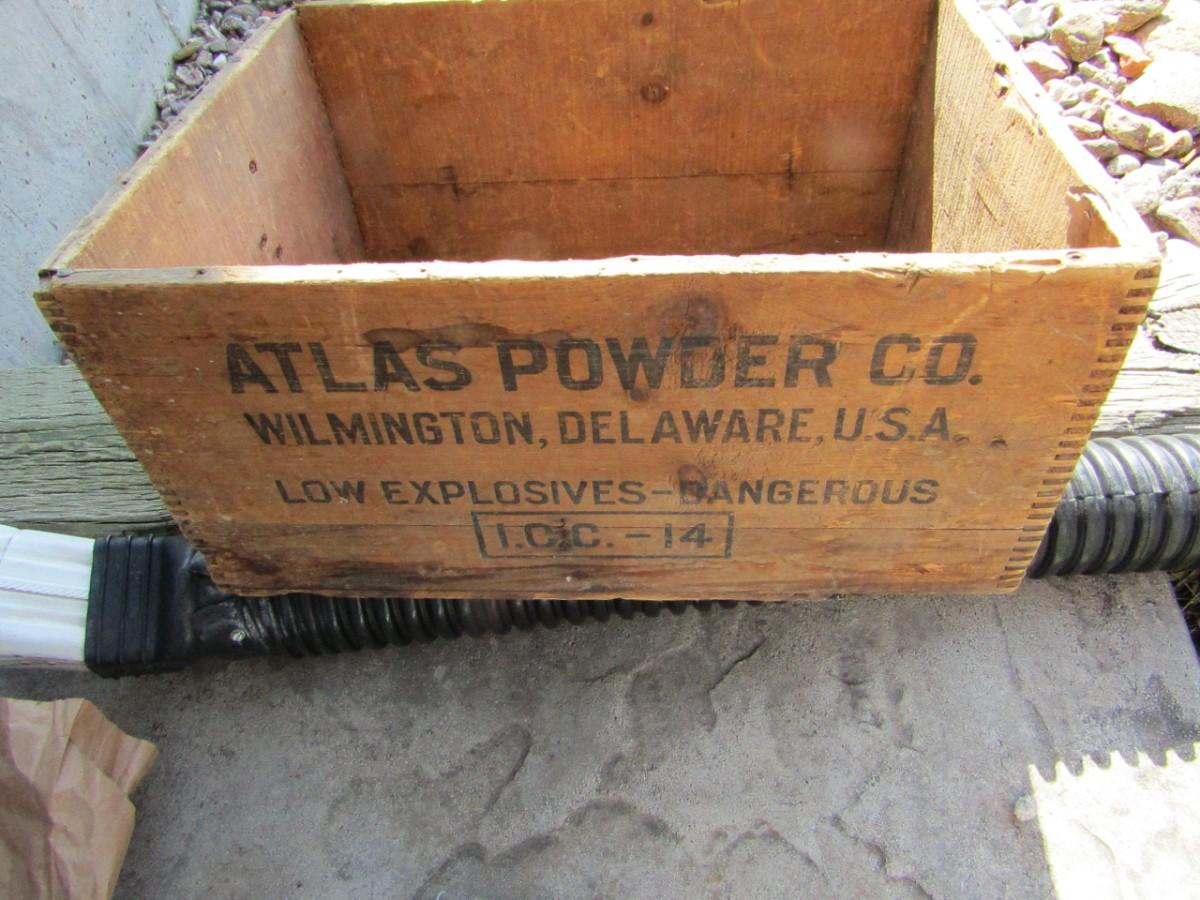 ATLAS POWDER CO.
WILMINGTON, DELAWARE, U.S.A.
LOW EXPLOSIVES-DANGEROUS
I.C.C. - 14